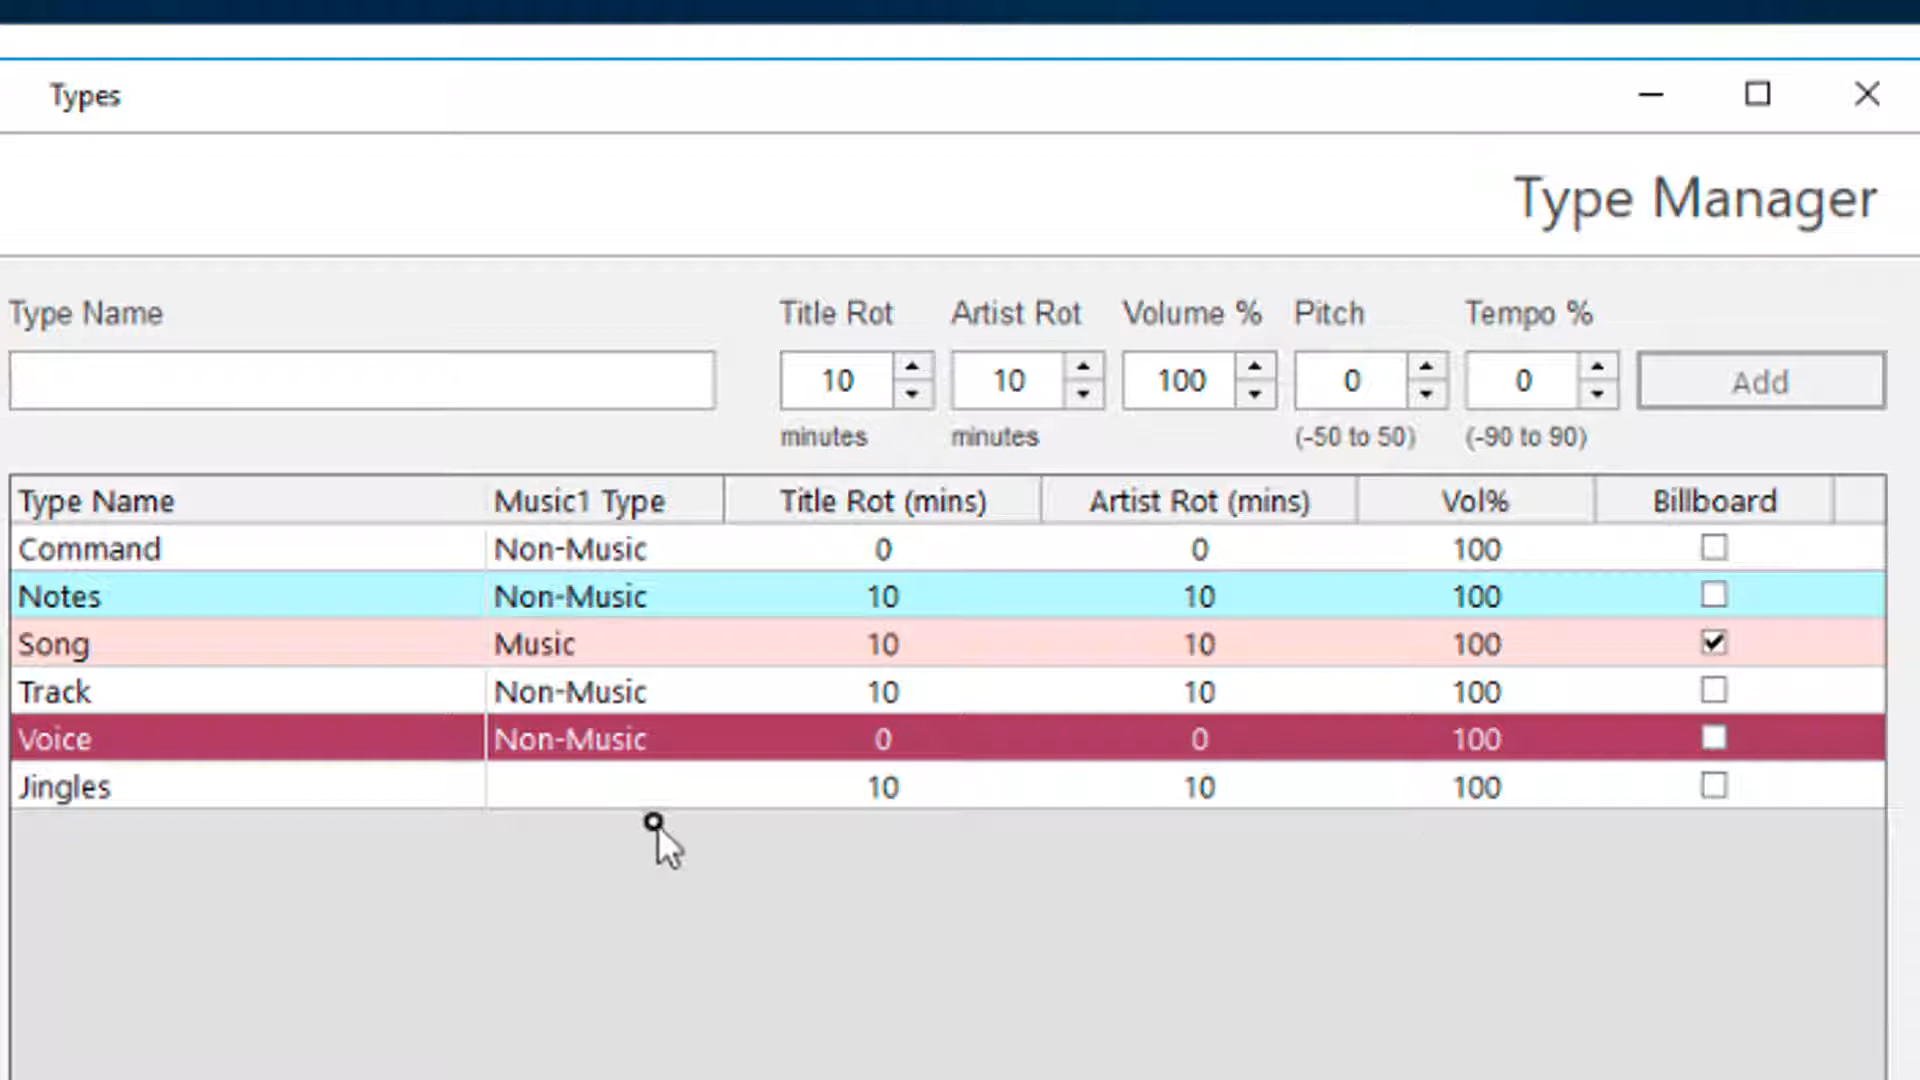 Types
Type Manager
Type Name Title Rot Artist Rot Volume % Pitch Tempo %
10 10 100 0 0 Add
minutes minutes (-50 to 50) (-90 to 90)
Type Name Music1 Type Title Rot (mins) Artist Rot (mins) Vol% Billboard
Command Non-Music 0 0 100
Notes Non-Music 10 10 100
Song Music 10 10 100
Track Non-Music 10 10 100
Voice Non-Music 0 0 100
Jingles 10 10 100